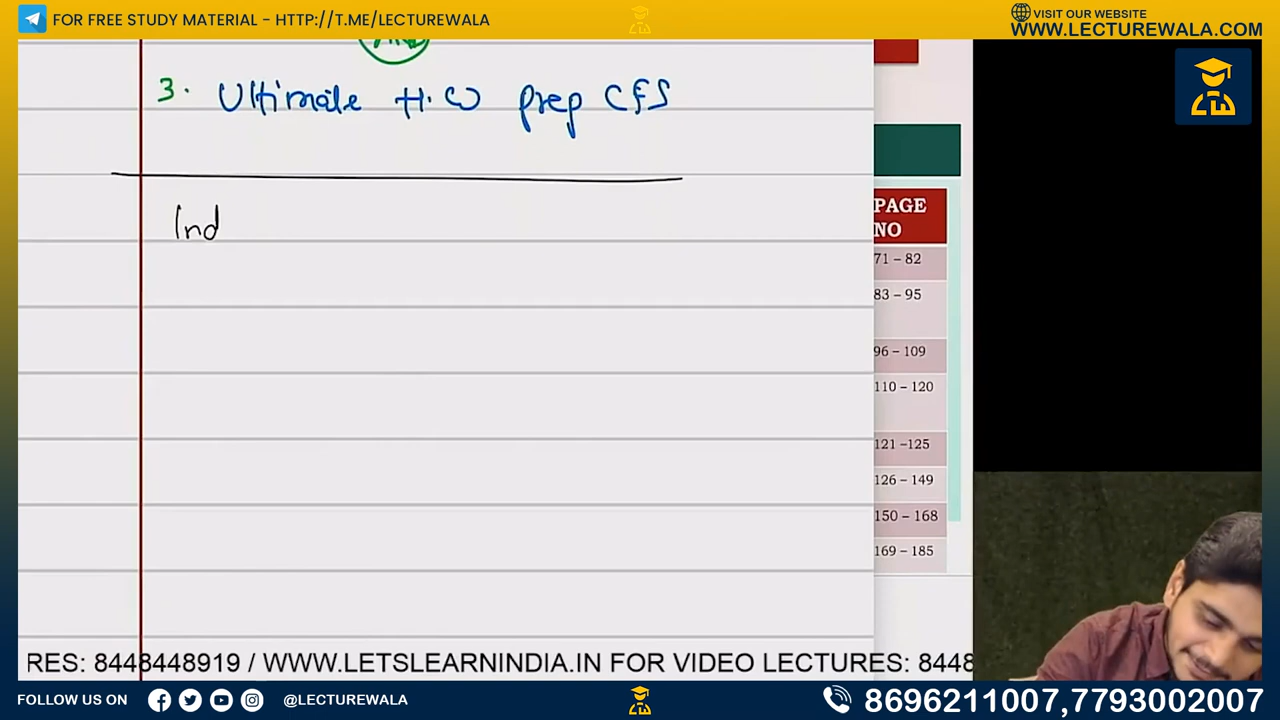 FOR FREE STUDY MATERIAL - HTTP://T.ME/LECTUREWALA
VISIT OUR WEBSITE
WWW.LECTUREWALA.COM
3. Ultimate H.W prep CFS
Ind
PAGE
NO
71 – 82
83 – 95
96 – 109
110 – 120
121 –125
126 – 149
150 – 168
169 – 185
RES: 8448448919 / WWW.LETSLEARNINDIA.IN FOR VIDEO LECTURES: 8448
FOLLOW US ON
@LECTUREWALA
8696211007,7793002007